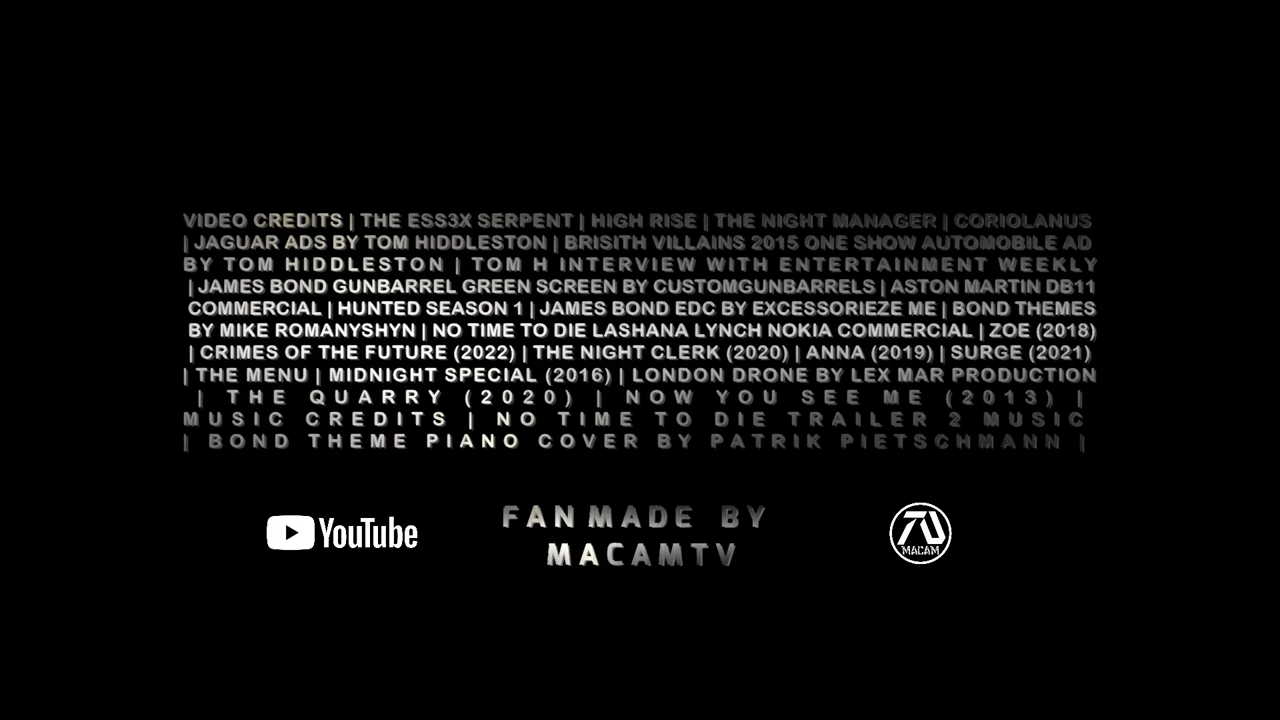 VIDEO CREDITS | THE ESS3X SERPENT | HIGH RISE | THE NIGHT MANAGER | CORIOLANUS
| JAGUAR ADS BY TOM HIDDLESTON | BRISITH VILLAINS 2015 ONE SHOW AUTOMOBILE AD
BY TOM HIDDLESTON | TOM H INTERVIEW WITH ENTERTAINMENT WEEKLY
| JAMES BOND GUNBARREL GREEN SCREEN BY CUSTOMGUNBARRELS | ASTON MARTIN DB11
COMMERCIAL | HUNTED SEASON 1 | JAMES BOND EDC BY EXCESSORIEZE ME | BOND THEMES
BY MIKE ROMANYSHYN | NO TIME TO DIE LASHANA LYNCH NOKIA COMMERCIAL | ZOE (2018)
| CRIMES OF THE FUTURE (2022) | THE NIGHT CLERK (2020) | ANNA (2019) | SURGE (2021)
| THE MENU | MIDNIGHT SPECIAL (2016) | LONDON DRONE BY LEX MAR PRODUCTION
| THE QUARRY (2020) | NOW YOU SEE ME (2013) |
MUSIC CREDITS | NO TIME TO DIE TRAILER 2 MUSIC
| BOND THEME PIANO COVER BY PATRIK PIETSCHMANN |
YouTube
FANMADE BY
MACAMTV
MACAM